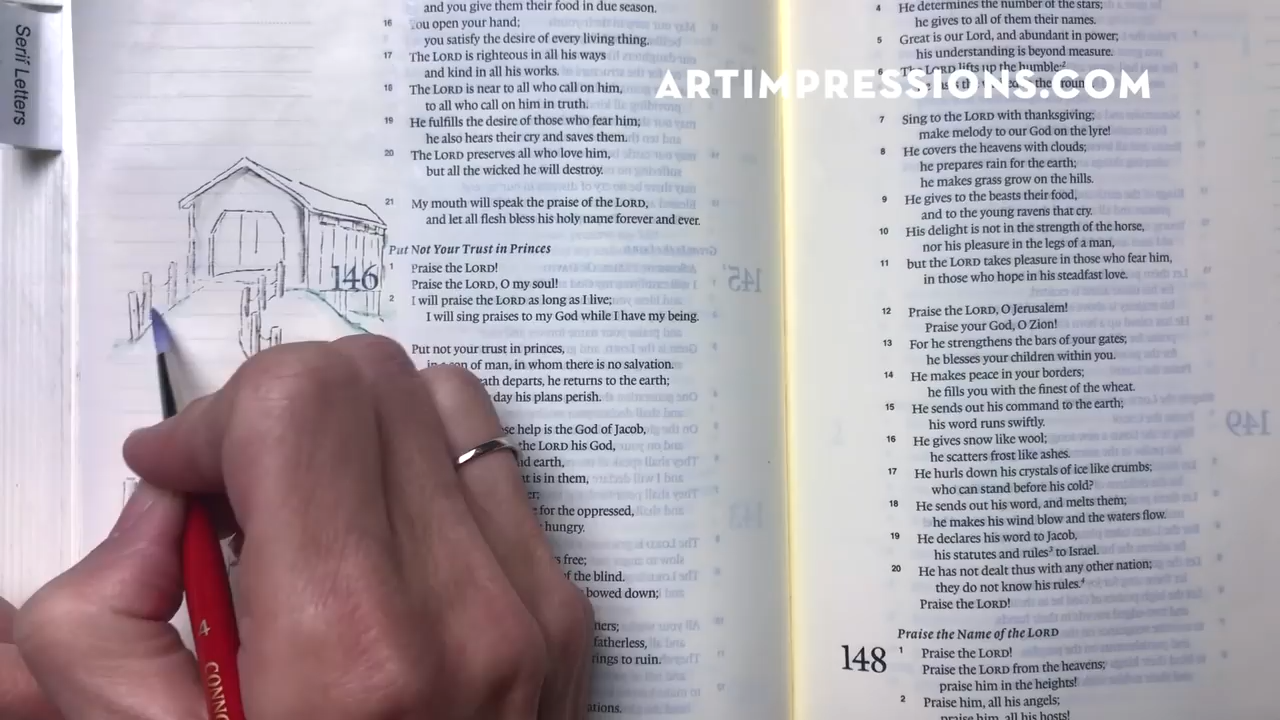 Serif Letters
and you give them their food in due season.
16 You open your hand;
you satisfy the desire of every living thing.
17 The LORD is righteous in all his ways
and kind in all his works.
18 The LORD is near to all who call on him,
to all who call on him in truth.
19 He fulfills the desire of those who fear him;
he also hears their cry and saves them.
20 The LORD preserves all who love him,
but all the wicked he will destroy.
21 My mouth will speak the praise of the LORD,
and let all flesh bless his holy name forever and ever.
Put Not Your Trust in Princes
146
1 Praise the LORD!
Praise the LORD, O my soul!
2 I will praise the LORD as long as I live;
I will sing praises to my God while I have my being.
Put not your trust in princes,
of man, in whom there is no salvation.
departs, he returns to the earth;
day his plans perish.
help is the God of Jacob,
the LORD his God,
earth,
is in them,
for the oppressed,
hungry.
free;
of the blind.
bowed down;
fatherless,
to ruin.
4 He determines the number of the stars;
he gives to all of them their names.
5 Great is our Lord, and abundant in power;
his understanding is beyond measure.
6 The LORD lifts up the humble;
ARTIMPRESSIONS.COM
7 Sing to the LORD with thanksgiving;
make melody to our God on the lyre!
8 He covers the heavens with clouds;
he prepares rain for the earth;
he makes grass grow on the hills.
9 He gives to the beasts their food,
and to the young ravens that cry.
10 His delight is not in the strength of the horse,
nor his pleasure in the legs of a man,
11 but the LORD takes pleasure in those who fear him,
in those who hope in his steadfast love.
12 Praise the LORD, O Jerusalem!
Praise your God, O Zion!
13 For he strengthens the bars of your gates;
he blesses your children within you.
14 He makes peace in your borders;
he fills you with the finest of the wheat.
15 He sends out his command to the earth;
his word runs swiftly.
16 He gives snow like wool;
he scatters frost like ashes.
17 He hurls down his crystals of ice like crumbs;
who can stand before his cold?
18 He sends out his word, and melts them;
he makes his wind blow and the waters flow.
19 He declares his word to Jacob,
his statutes and rules³ to Israel.
20 He has not dealt thus with any other nation;
they do not know his rules.⁴
Praise the LORD!
Praise the Name of the LORD
148
1 Praise the LORD!
Praise the LORD from the heavens;
praise him in the heights!
2 Praise him, all his angels;
praise him, all his hosts!
4